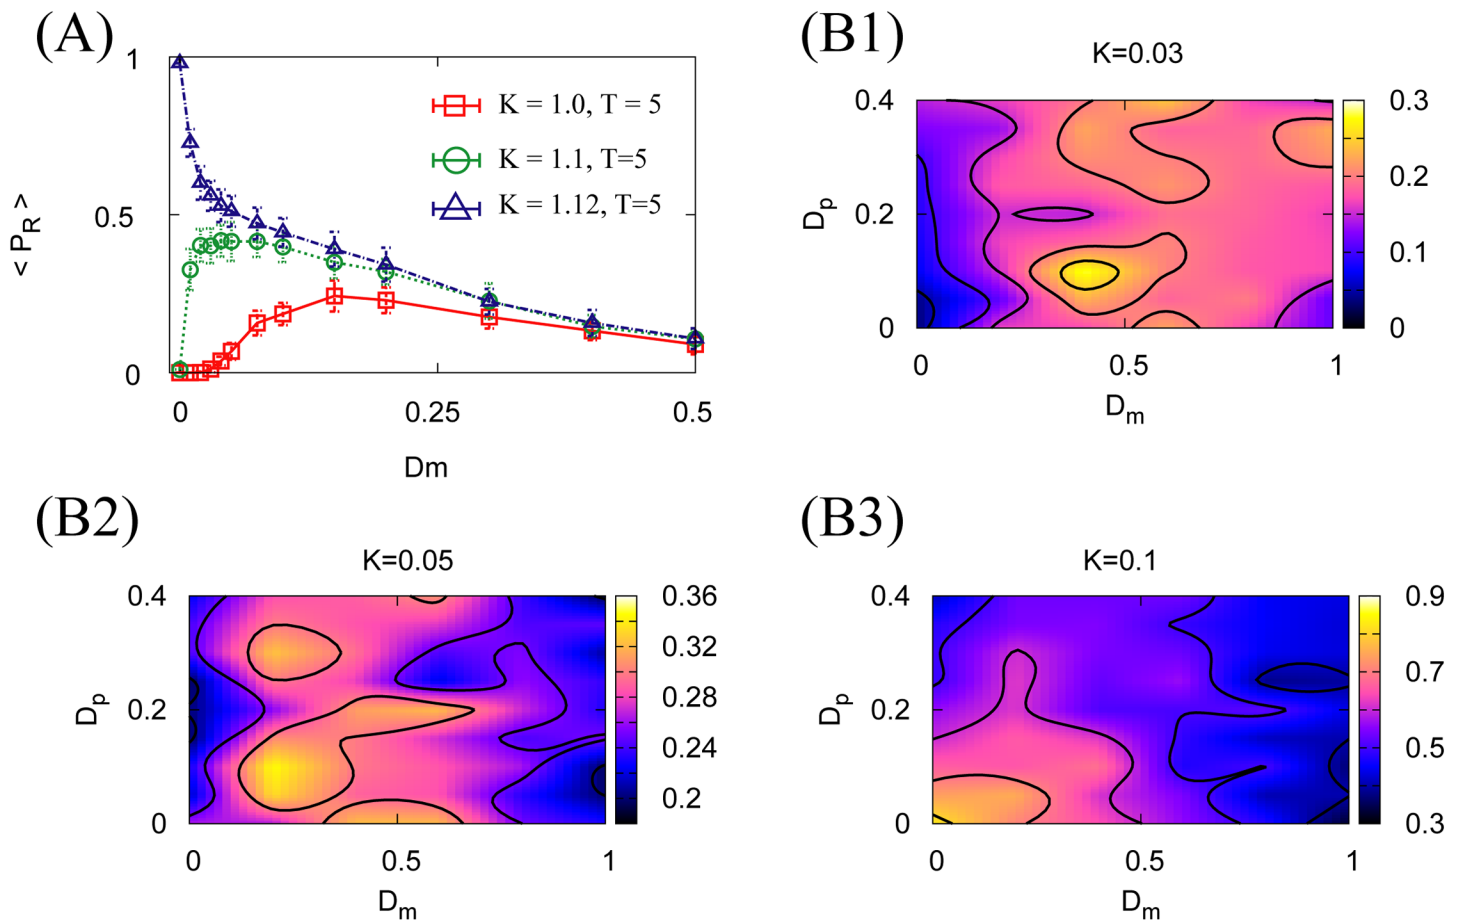 (A)
1
0.5
0
< P_R >
K = 1.0, T = 5
K = 1.1, T=5
K = 1.12, T=5
0 0.25 0.5
Dm
(B1)
K=0.03
0.4
0.2
0
D_p
0 0.5 1
D_m
0.3
0.2
0.1
0
(B2)
K=0.05
0.4
0.2
0
D_p
0 0.5 1
D_m
0.36
0.32
0.28
0.24
0.2
(B3)
K=0.1
0.4
0.2
0
D_p
0 0.5 1
D_m
0.9
0.7
0.5
0.3